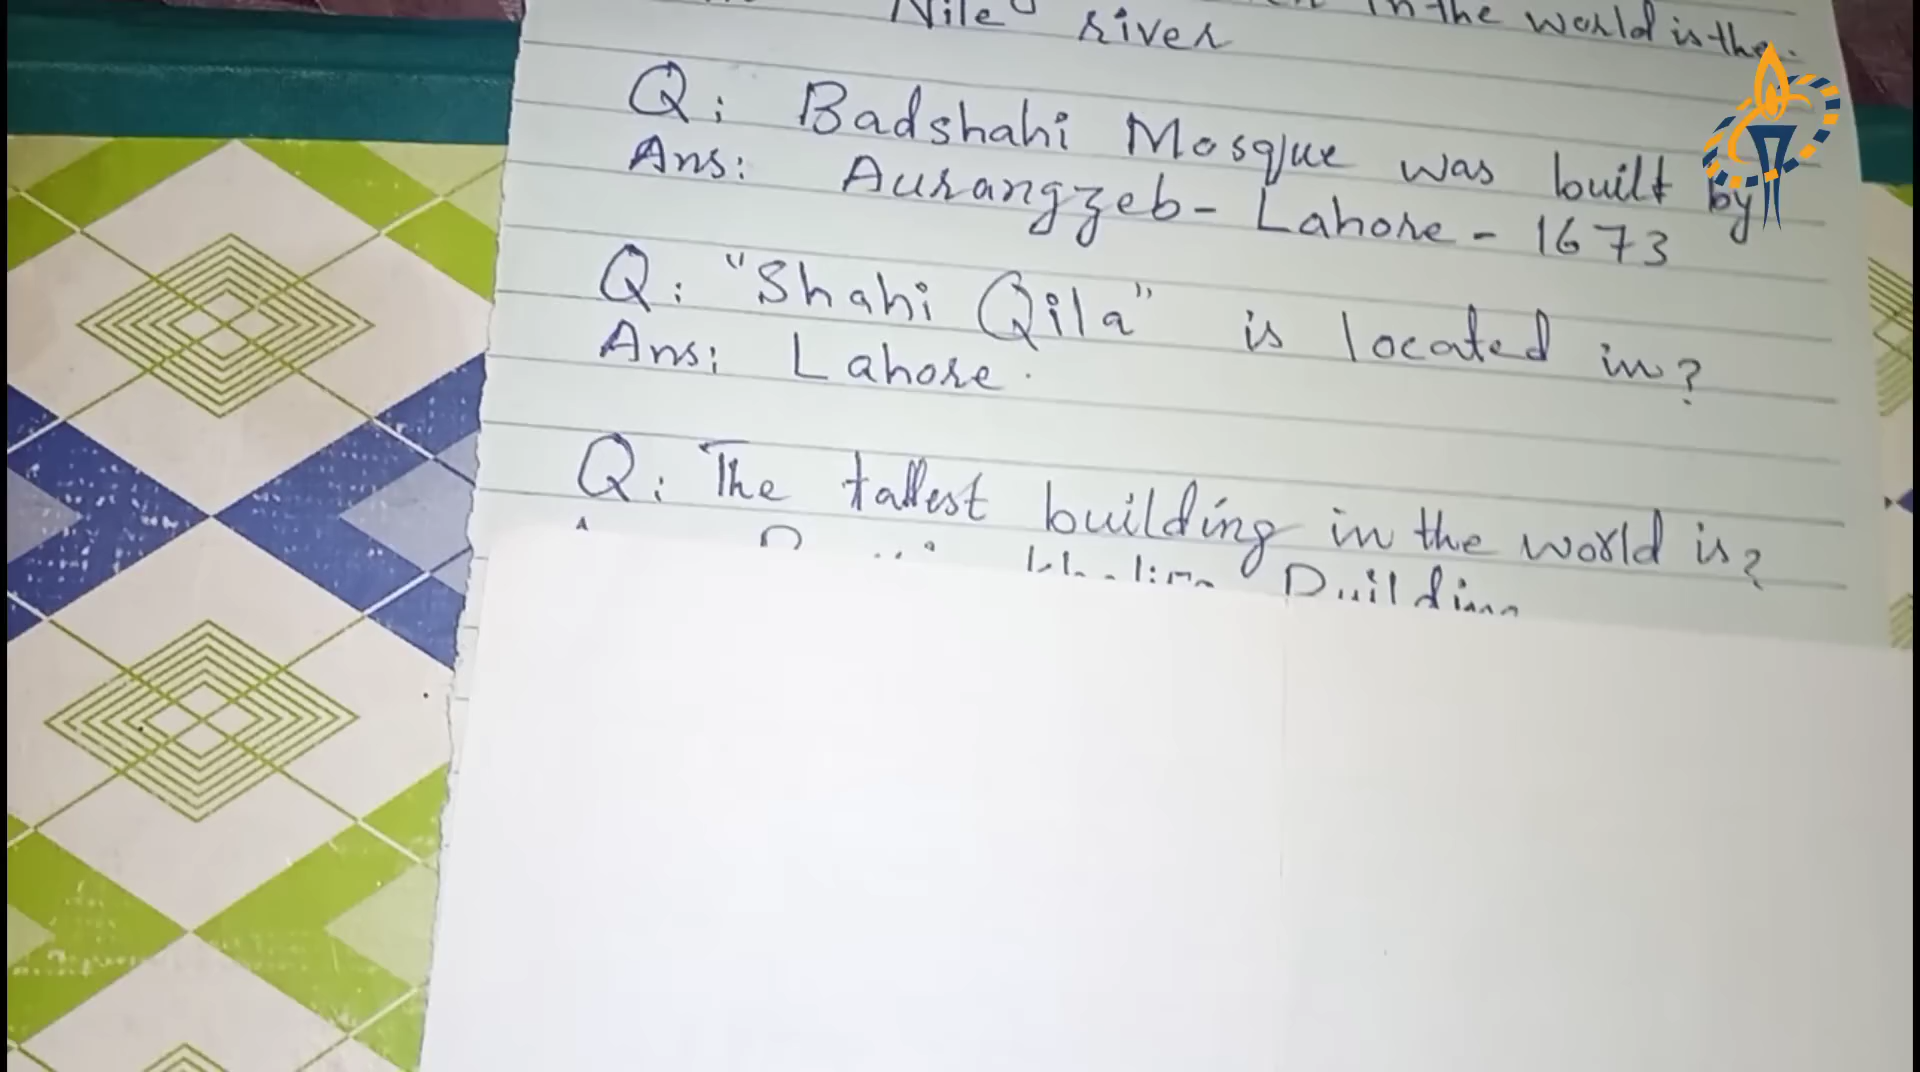 Nile river in the world is the
Q: Badshahi Mosque was built by
Ans: Aurangzeb - Lahore - 1673
Q: "Shahi Qila" is located in?
Ans: Lahore.
Q: The tallest building in the world is?
Building